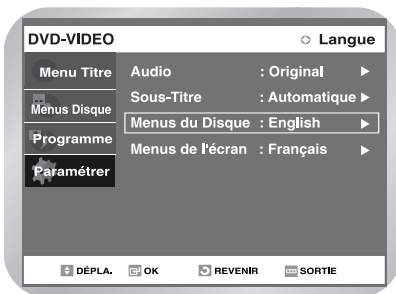 DVD-VIDEO Langue
Menu Titre
Menus Disque
Programme
Paramétrer
Audio : Original
Sous-Titre : Automatique
Menus du Disque : English
Menus de l'écran : Français
DÉPLA. OK REVENIR SORTIE